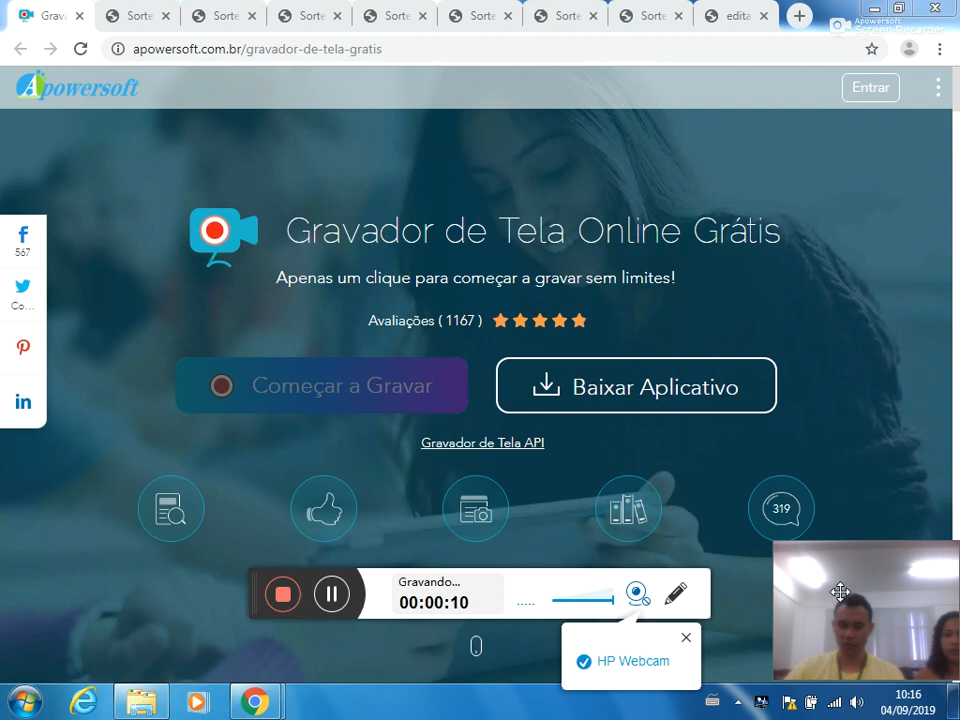 Grava
Sorte
Sorte
Sorte
Sorte
Sorte
Sorte
Sorte
edita
Apowersoft
Screen Recorder
apowersoft.com.br/gravador-de-tela-gratis
Apowersoft
Entrar
Gravador de Tela Online Grátis
Apenas um clique para começar a gravar sem limites!
Avaliações ( 1167 )
567
Co...
Começar a Gravar
Baixar Aplicativo
Gravador de Tela API
319
Gravando...
00:00:10
HP Webcam
10:16
04/09/2019